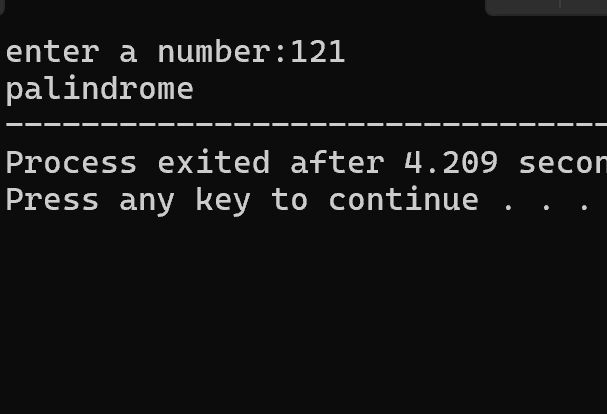 enter a number:121
palindrome
--------------------------------
Process exited after 4.209
Press any key to continue . . .